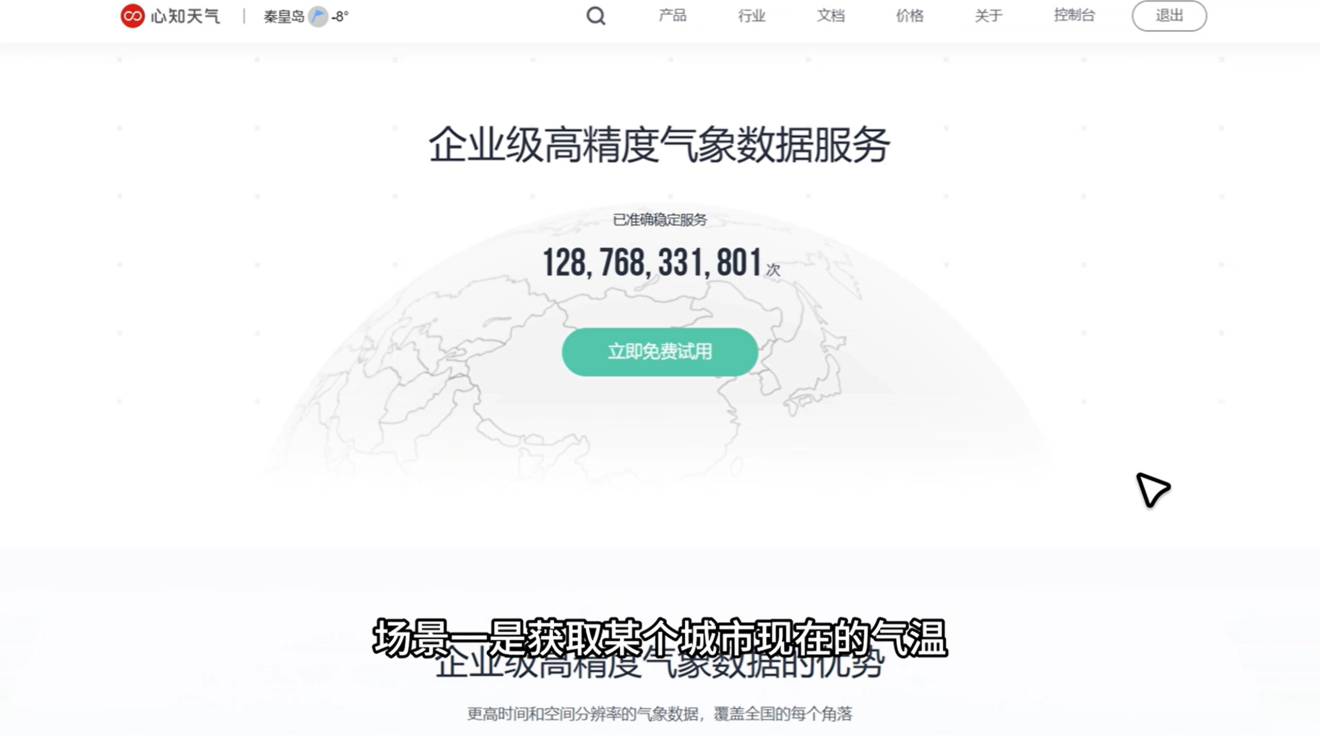 心知天气 | 秦皇岛 -8° 产品 行业 文档 价格 关于 控制台 退出
企业级高精度气象数据服务
已准确稳定服务
128,768,331,801次
立即免费试用
场景一是获取某个城市现在的气温
企业级高精度气象数据的优势
更高时间和空间分辨率的气象数据，覆盖全国的每个角落